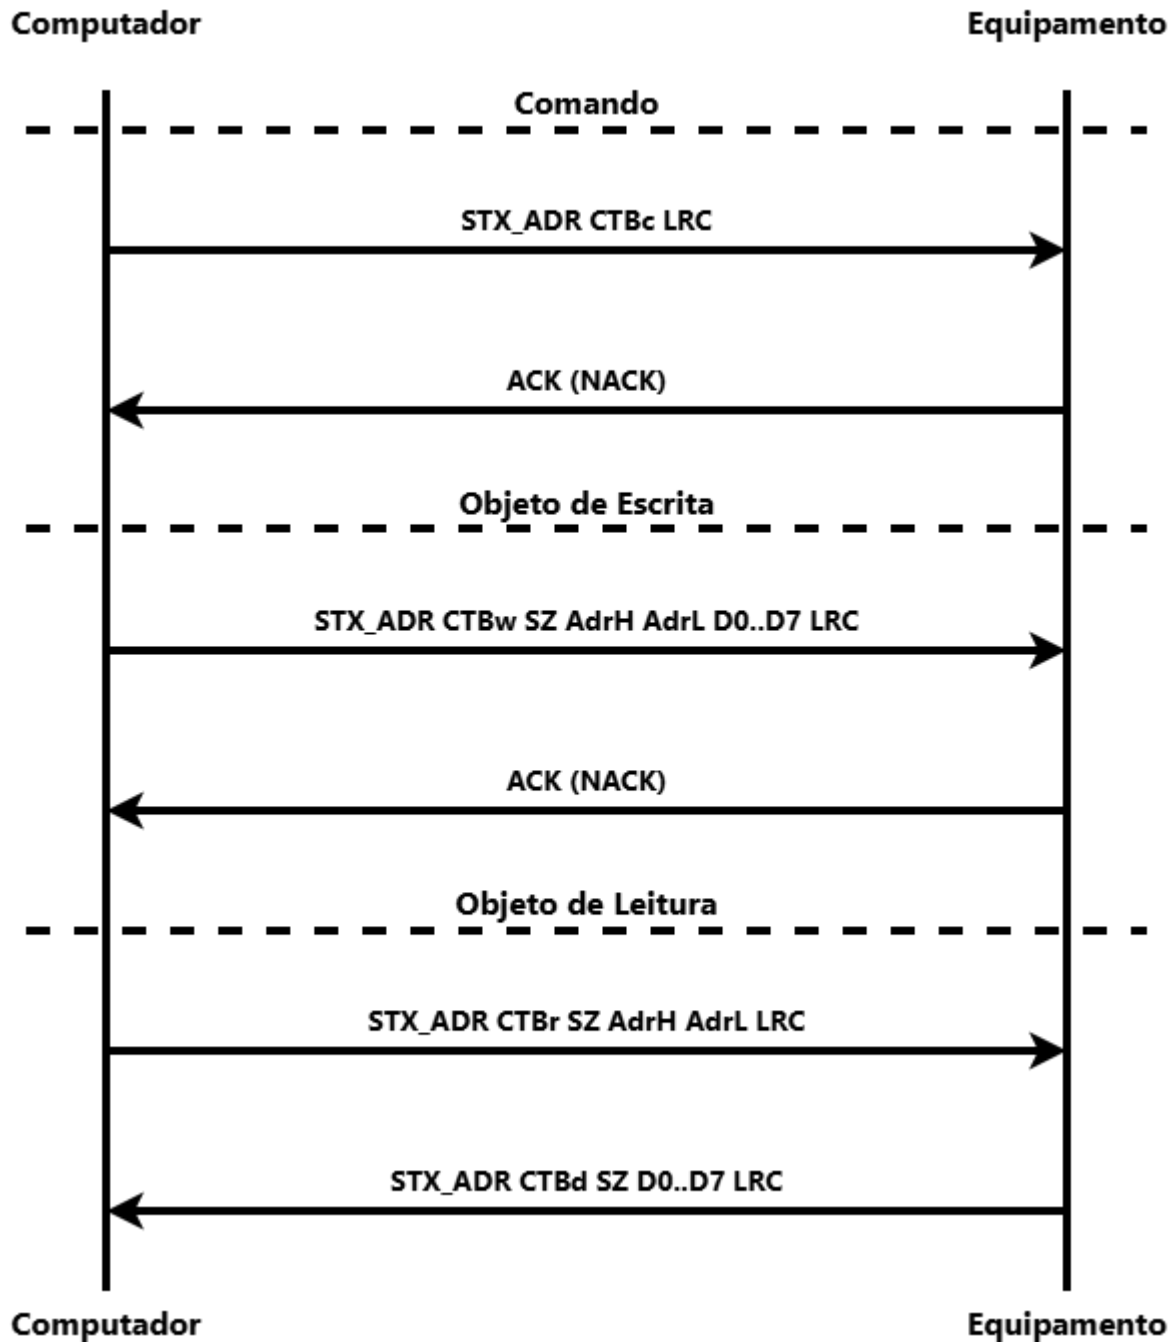 Computador Equipamento
Comando
STX_ADR CTBc LRC
ACK (NACK)
Objeto de Escrita
STX_ADR CTBw SZ AdrH AdrL D0..D7 LRC
ACK (NACK)
Objeto de Leitura
STX_ADR CTBr SZ AdrH AdrL LRC
STX_ADR CTBd SZ D0..D7 LRC
Computador Equipamento